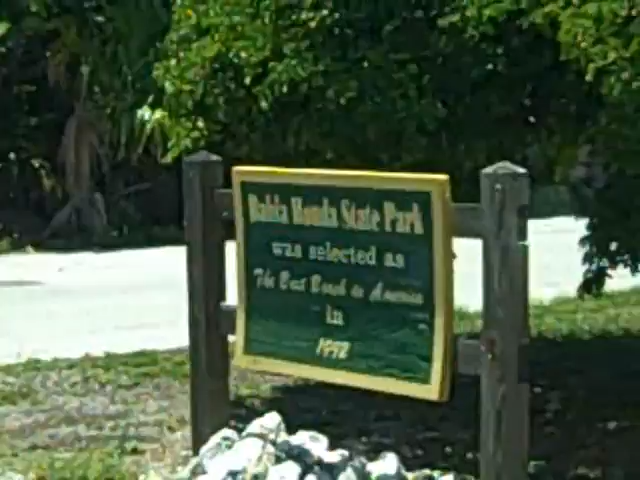 Bahia Honda State Park
was selected as
The Best Beach in America
in
1992